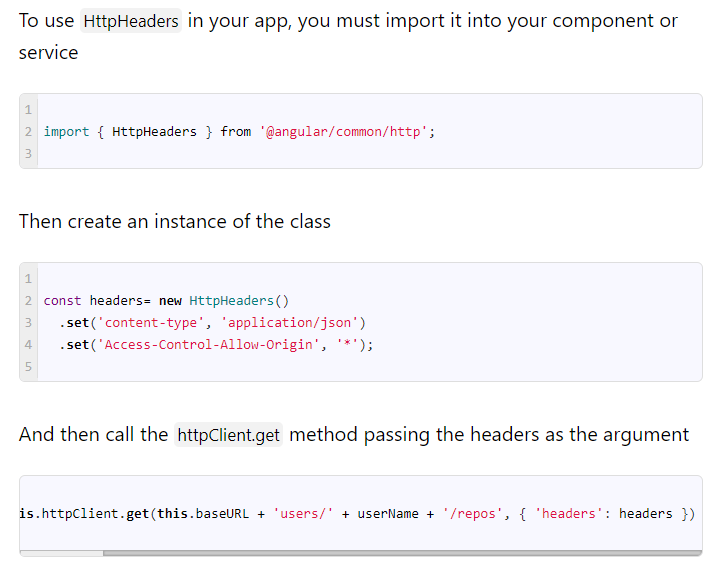 To use HttpHeaders in your app, you must import it into your component or
service
1
2 import { HttpHeaders } from '@angular/common/http';
3
Then create an instance of the class
1
2 const headers= new HttpHeaders()
3   .set('content-type', 'application/json')
4   .set('Access-Control-Allow-Origin', '*');
5
And then call the httpClient.get method passing the headers as the argument
is.httpClient.get(this.baseURL + 'users/' + userName + '/repos', { 'headers': headers })